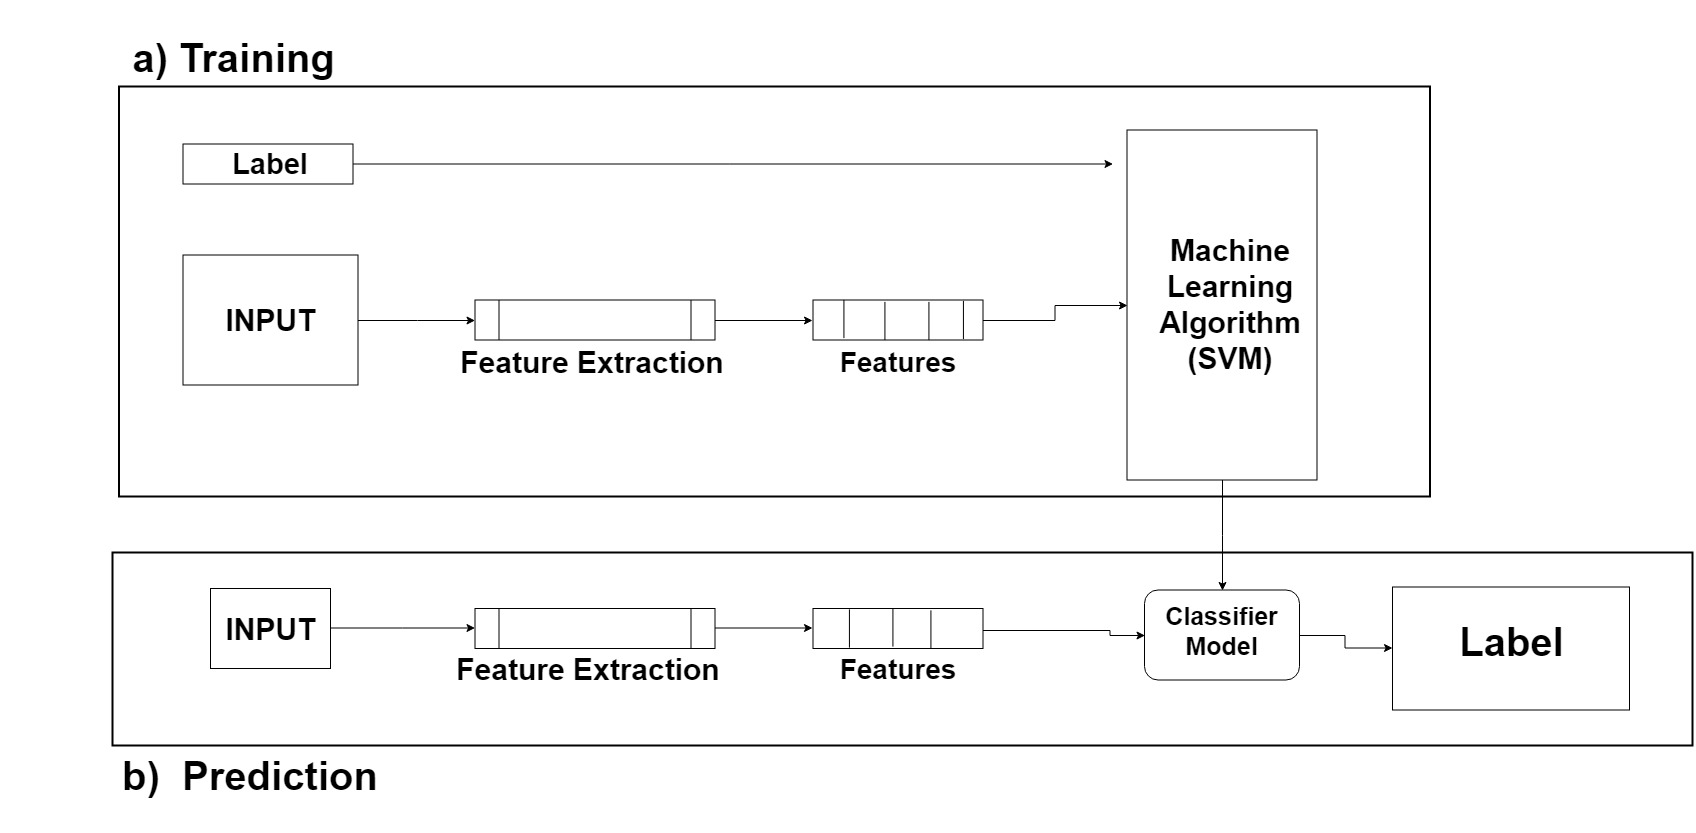 a) Training
Label
INPUT
Feature Extraction
Features
Machine
Learning
Algorithm
(SVM)
INPUT
Feature Extraction
Features
Classifier
Model
Label
b) Prediction